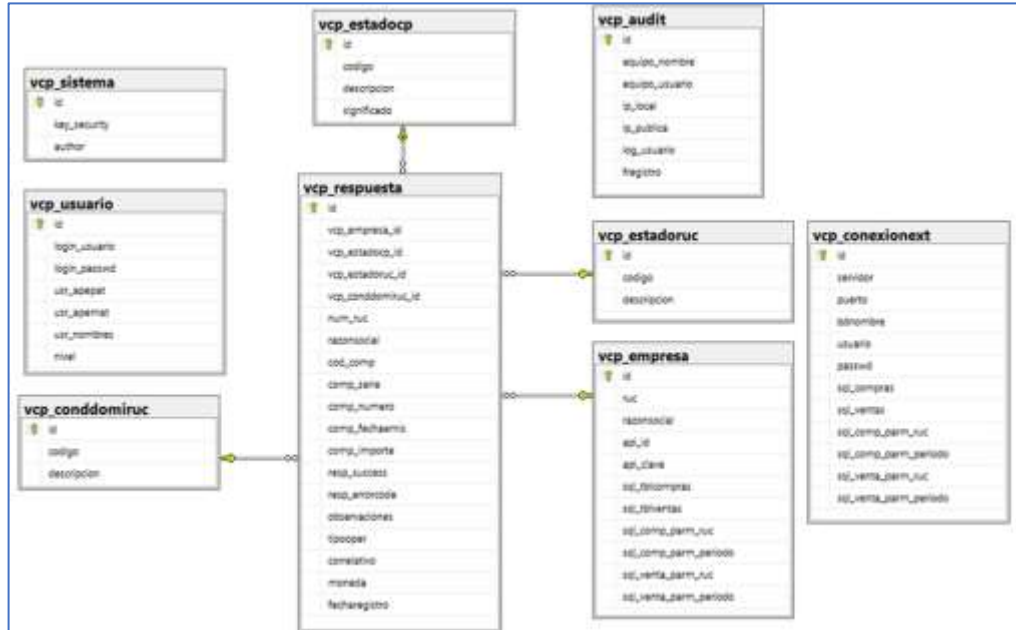 vcp_estadocp
id
codigo
descripcion
significado
vcp_audit
id
equipo_nombre
equipo_usuario
ip_local
ip_publica
log_usuario
fregistro
vcp_sistema
id
key_security
author
vcp_usuario
id
login_usuario
login_passwd
usr_apepat
usr_apemat
usr_nombres
nivel
vcp_conddomiruc
id
codigo
descripcion
vcp_respuesta
id
vcp_empresa_id
vcp_estadocp_id
vcp_estadoruc_id
vcp_conddomiruc_id
num_ruc
razonsocial
cod_comp
comp_serie
comp_numero
comp_fechaemis
comp_importe
resp_success
resp_errorcode
observaciones
tipooper
correlativo
moneda
fecharegistro
vcp_estadoruc
id
codigo
descripcion
vcp_empresa
id
ruc
razonsocial
api_id
api_clave
sql_tblcompras
sql_tblventas
sql_comp_parm_ruc
sql_comp_parm_periodo
sql_venta_parm_ruc
sql_venta_parm_periodo
vcp_conexionext
id
servidor
puerto
bdnombre
usuario
passwd
sql_compras
sql_ventas
sql_comp_parm_ruc
sql_comp_parm_periodo
sql_venta_parm_ruc
sql_venta_parm_periodo